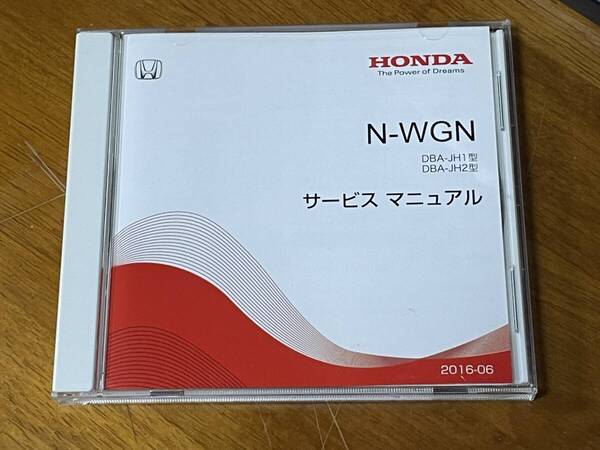 HONDA
The Power of Dreams
N-WGN
DBA-JH1型
DBA-JH2型
サービス マニュアル
2016-06